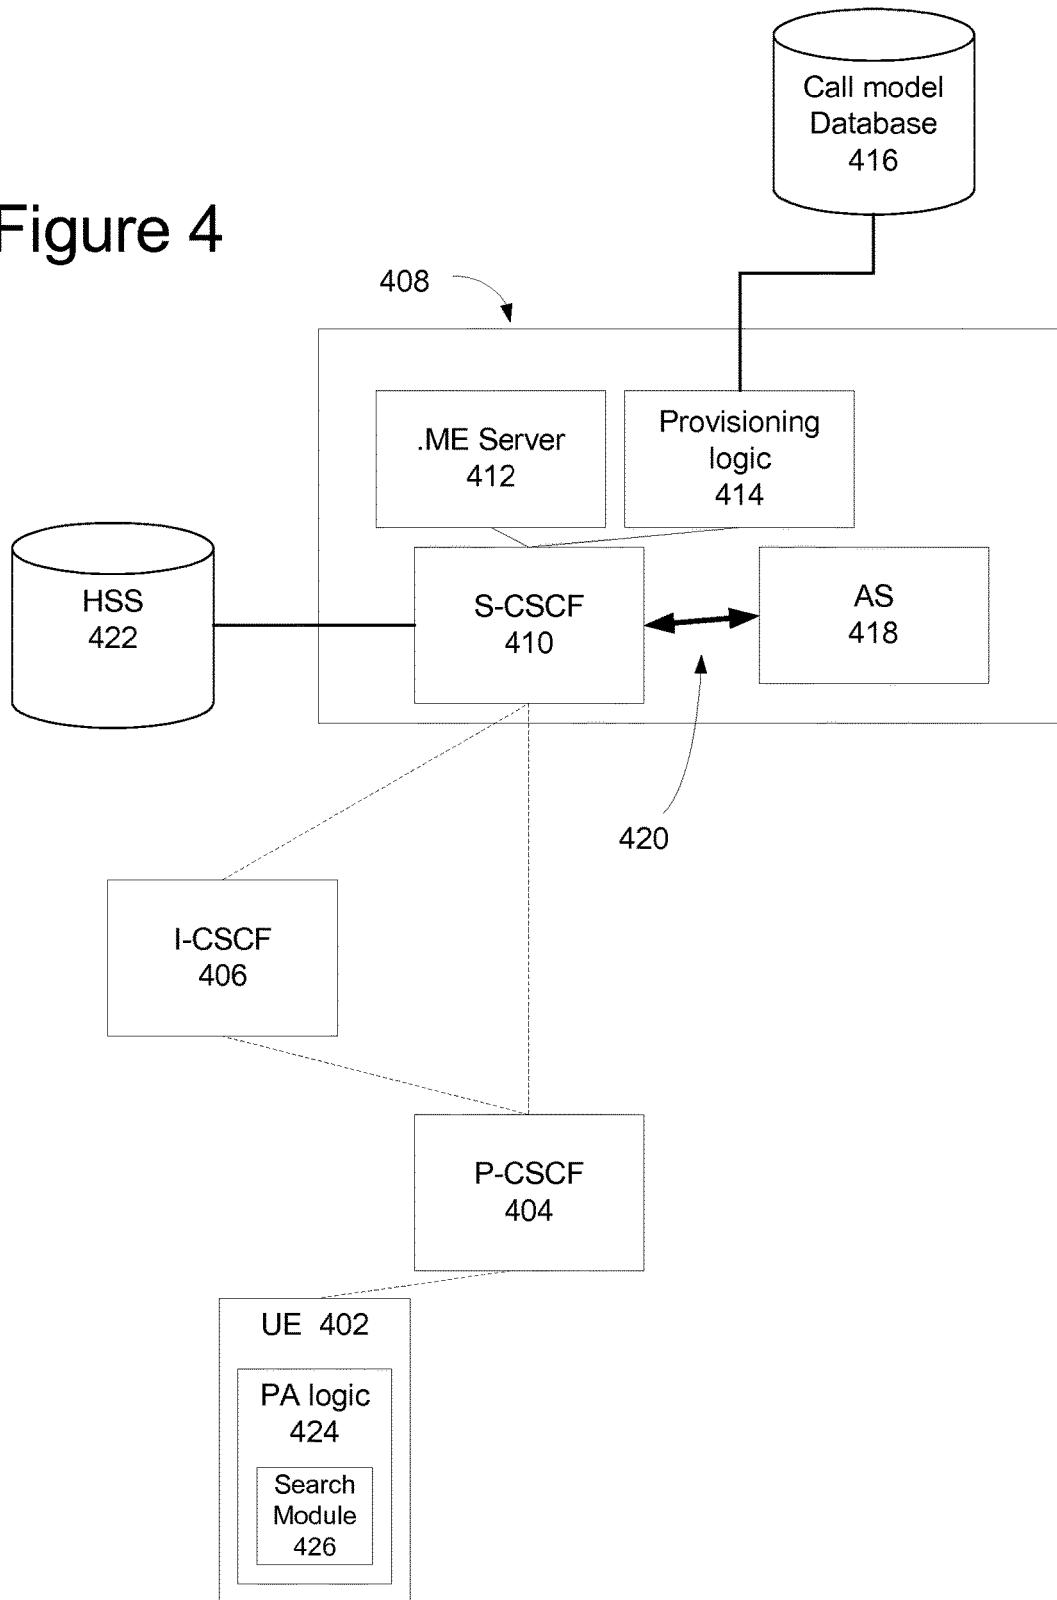 Call model
Database
416
Figure 4
408
.ME Server
412
Provisioning
logic
414
HSS
422
S-CSCF
410
AS
418
420
I-CSCF
406
P-CSCF
404
UE 402
PA logic
424
Search
Module
426